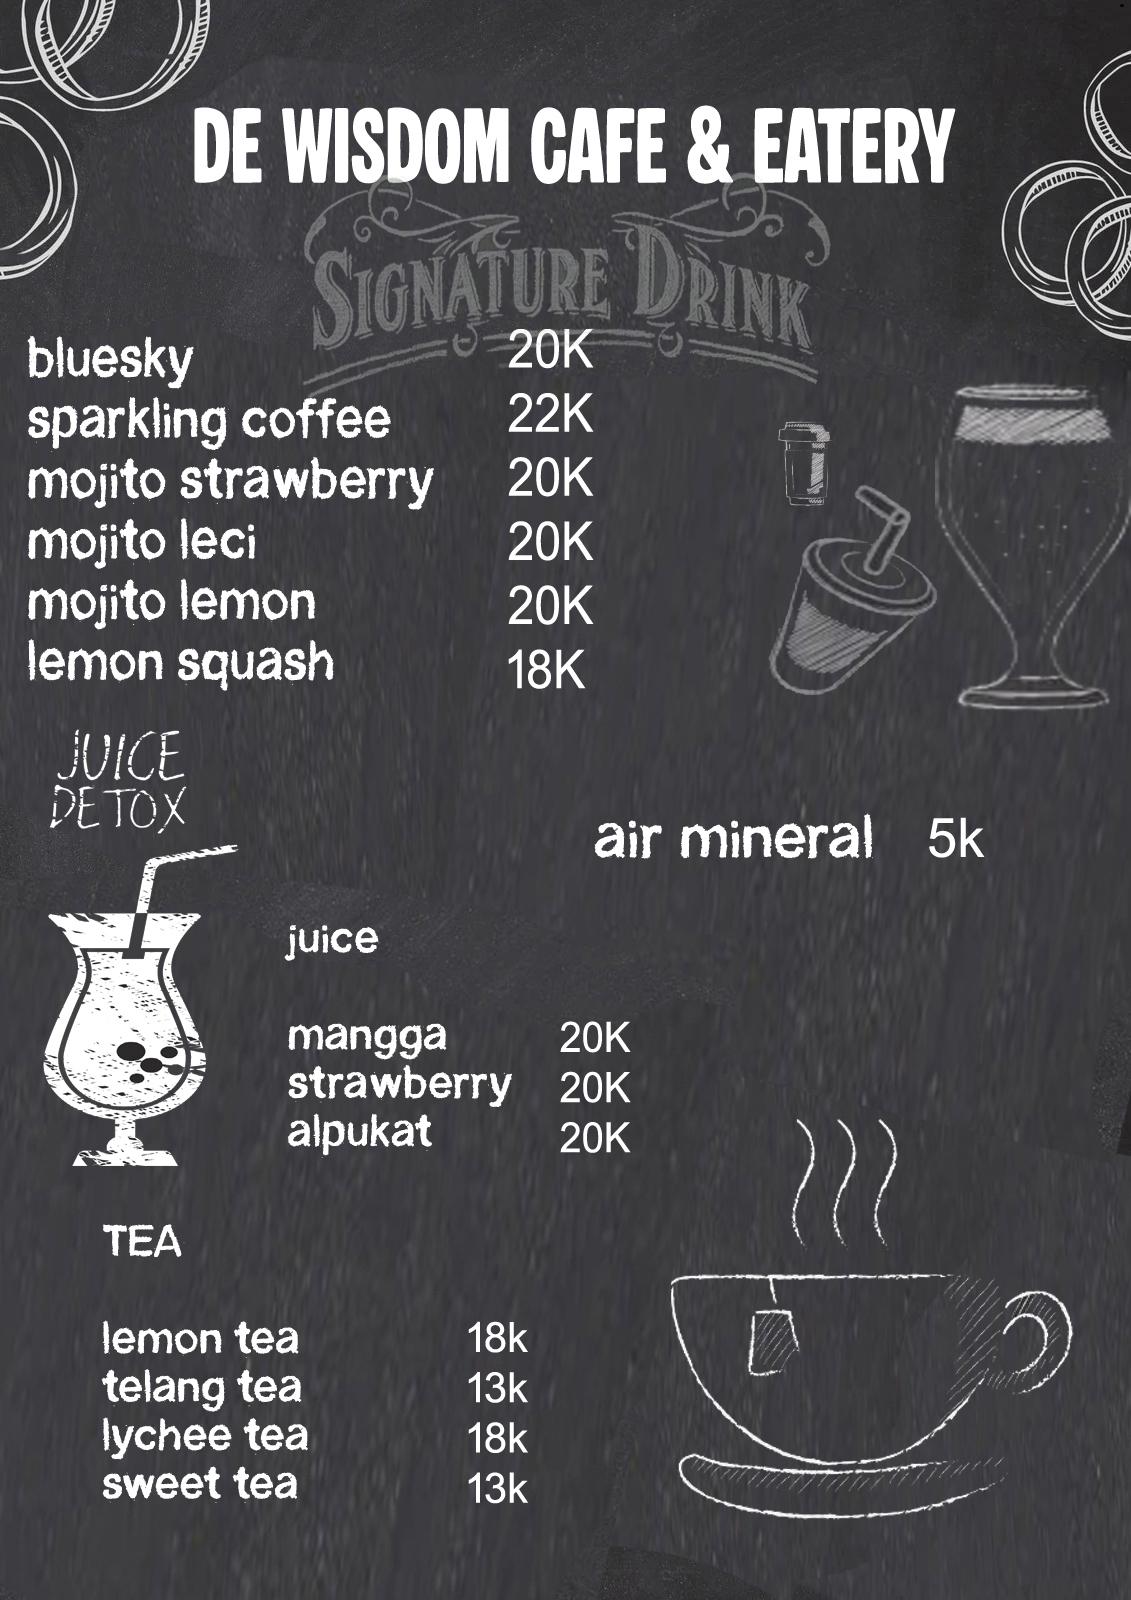 DE WISDOM CAFE & EATERY
SIGNATURE DRINK
bluesky 20K
sparkling coffee 22K
mojito strawberry 20K
mojito leci 20K
mojito lemon 20K
lemon squash 18K
JUICE
DETOX
air mineral 5k
juice
mangga 20K
strawberry 20K
alpukat 20K
TEA
lemon tea 18k
telang tea 13k
lychee tea 18k
sweet tea 13k